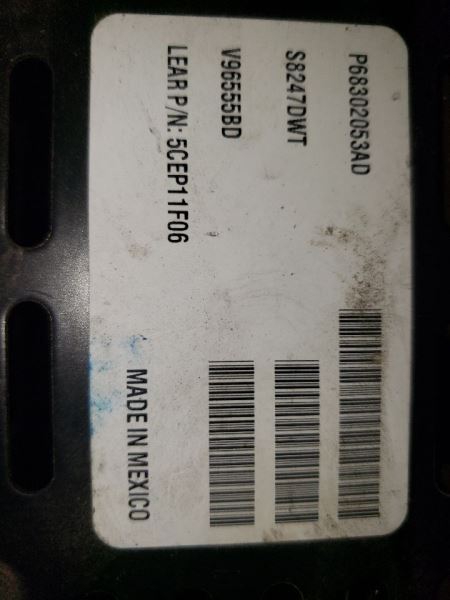 P68302053AD
S8247DWT
V96555BD
LEAR P/N: 5CEP11F06
MADE IN MEXICO